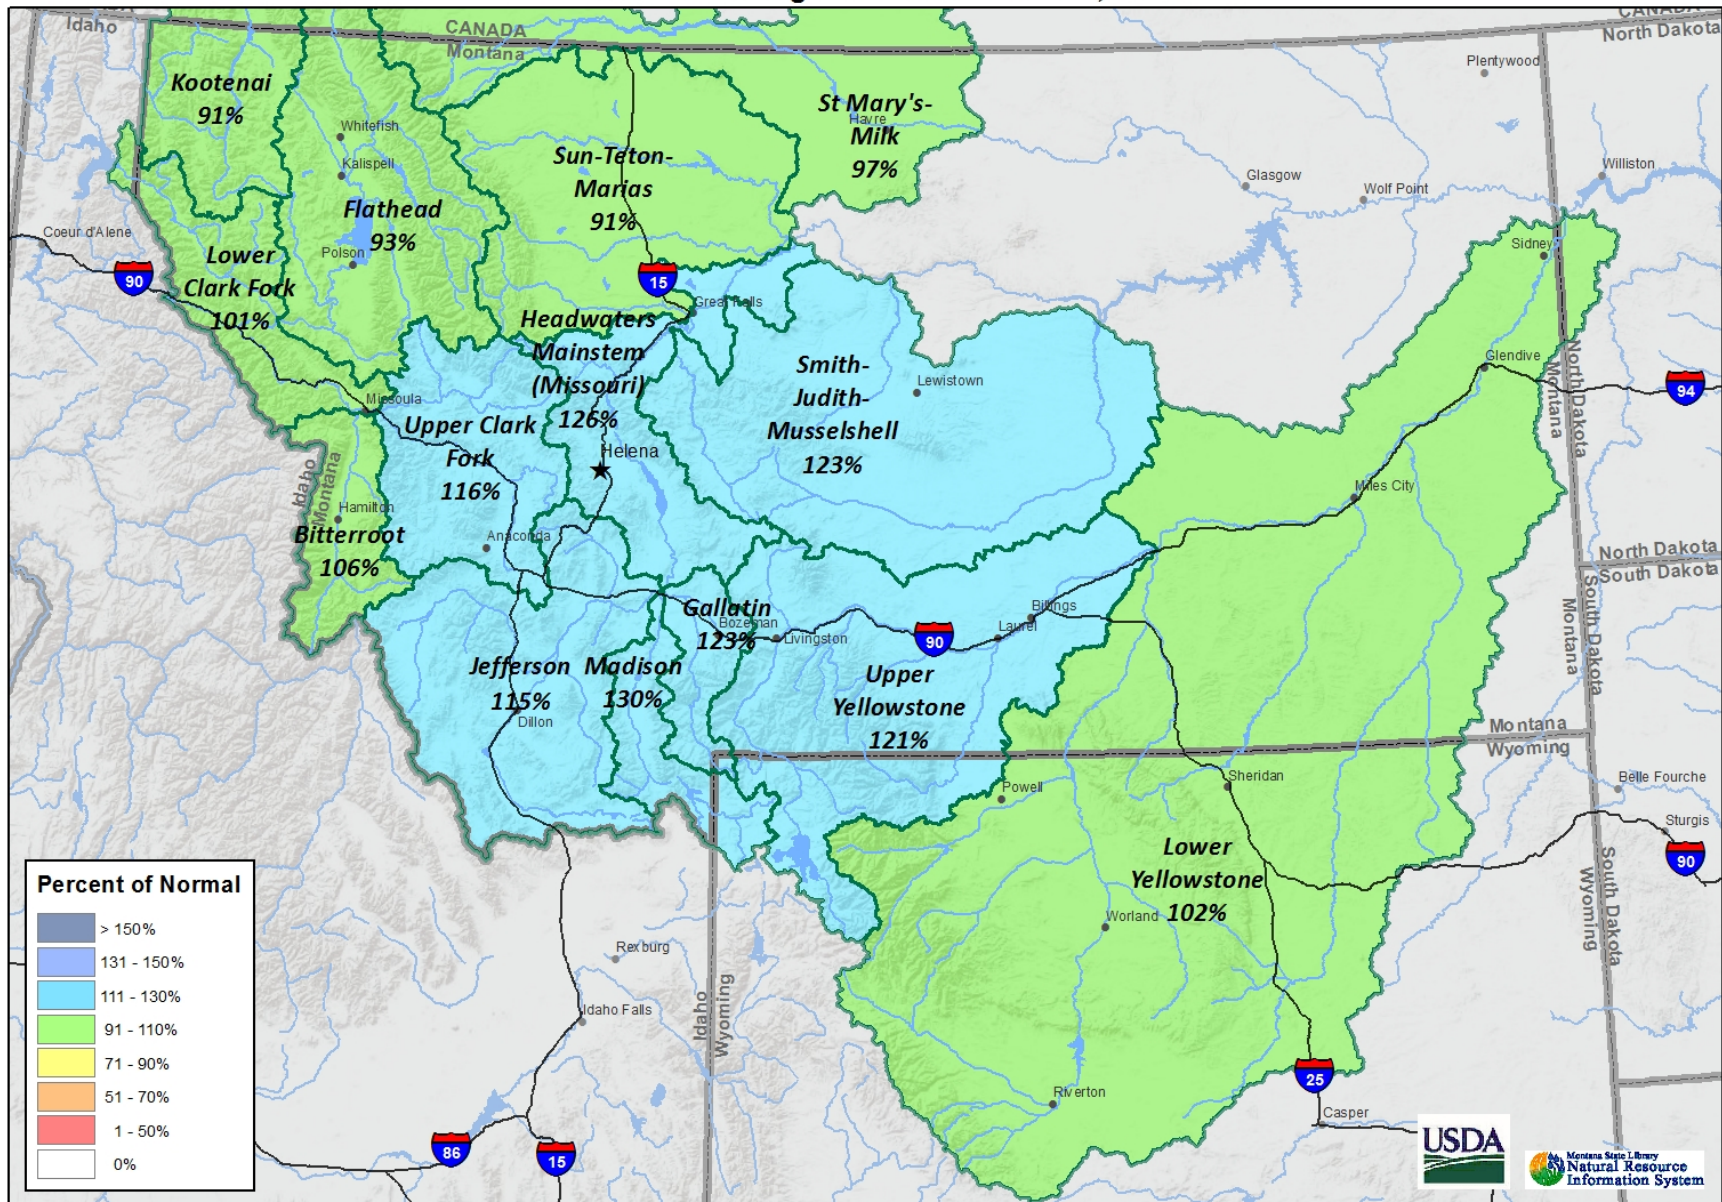 CANADA
Montana
Idaho
CANADA
North Dakota
Kootenai
91%
Whitefish
Kalispell
Flathead
93%
Polson
Sun-Teton-
Marias
91%
St Mary's-
Havre
Milk
97%
Plentywood
Glasgow
Wolf Point
Williston
Sidney
Coeur d'Alene
90
Lower
Clark Fork
101%
15
Great Falls
Headwaters
Mainstem
(Missouri)
126%
Helena
Smith-
Judith-
Musselshell
123%
Lewistown
Glendive
North Dakota
Montana
94
Missoula
Upper Clark
Fork
116%
Idaho
Montana
Hamilton
Bitterroot
106%
Anaconda
Miles City
North Dakota
South Dakota
South Dakota
Montana
Gallatin
Bozeman
123%
Livingston
90
Laurel
Billings
Jefferson
115%
Dillon
Madison
130%
Upper
Yellowstone
121%
Montana
Wyoming
Powell
Sheridan
Belle Fourche
Sturgis
90
South Dakota
Wyoming
Lower
Yellowstone
102%
Worland
Riverton
25
Casper
Rexburg
Idaho Falls
Idaho
Wyoming
86
15
Percent of Normal
> 150%
131 - 150%
111 - 130%
91 - 110%
71 - 90%
51 - 70%
1 - 50%
0%
USDA
Montana State Library
Natural Resource
Information System